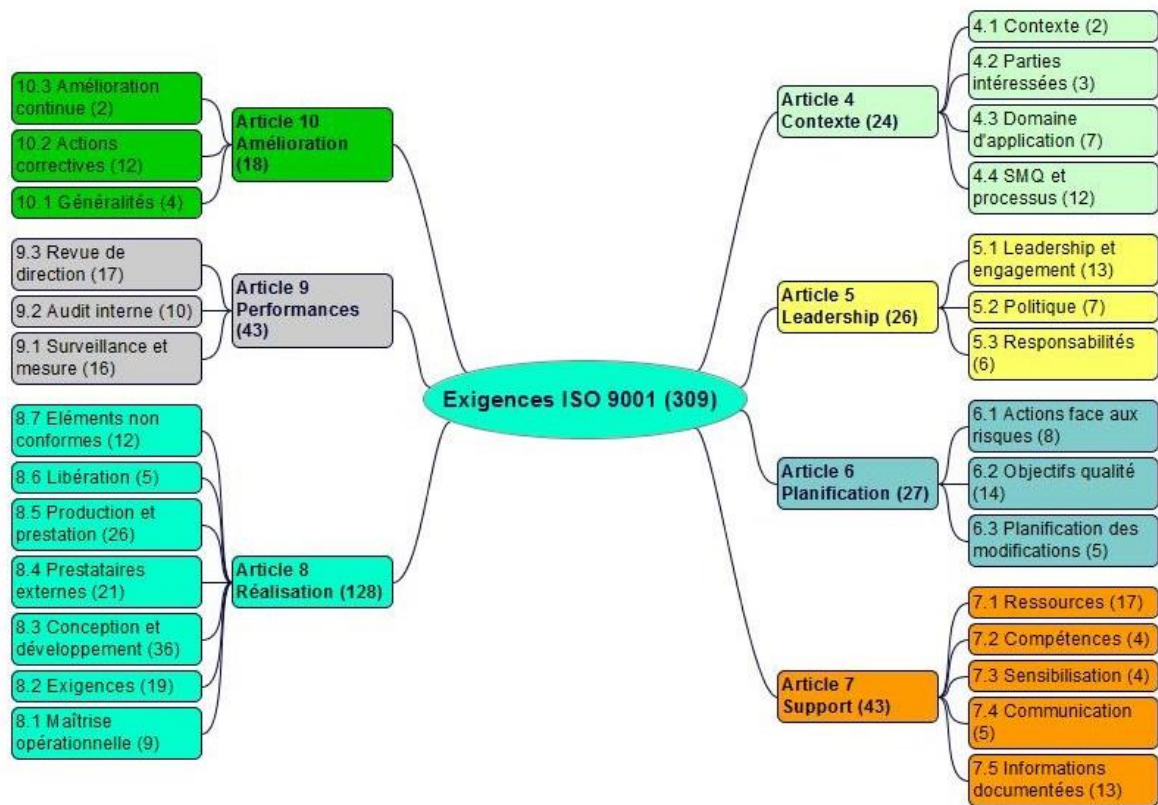 Exigences ISO 9001 (309)
Article 4
Contexte (24)
4.1 Contexte (2)
4.2 Parties
intéressées (3)
4.3 Domaine
d'application (7)
4.4 SMQ et
processus (12)
Article 5
Leadership (26)
5.1 Leadership et
engagement (13)
5.2 Politique (7)
5.3 Responsabilités
(6)
Article 6
Planification (27)
6.1 Actions face aux
risques (8)
6.2 Objectifs qualité
(14)
6.3 Planification des
modifications (5)
Article 7
Support (43)
7.1 Ressources (17)
7.2 Compétences (4)
7.3 Sensibilisation (4)
7.4 Communication
(5)
7.5 Informations
documentées (13)
Article 8
Réalisation (128)
8.7 Eléments non
conformes (12)
8.6 Libération (5)
8.5 Production et
prestation (26)
8.4 Prestataires
externes (21)
8.3 Conception et
développement (36)
8.2 Exigences (19)
8.1 Maîtrise
opérationnelle (9)
Article 9
Performances
(43)
9.3 Revue de
direction (17)
9.2 Audit interne (10)
9.1 Surveillance et
mesure (16)
Article 10
Amélioration
(18)
10.3 Amélioration
continue (2)
10.2 Actions
correctives (12)
10.1 Généralités (4)